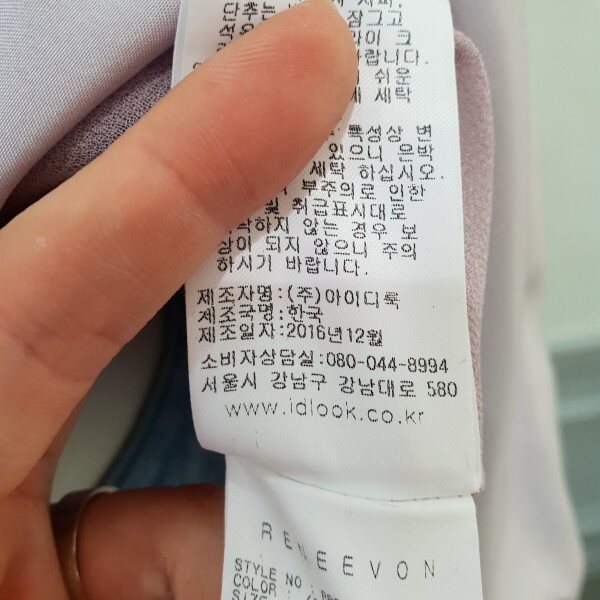 단추는
잠그고
크
바랍니다.
쉬운
세탁
특성상 변
있으니 은박
세탁 하십시오.
부주의로 인한
및 취급표시대로
하지 않는 경우 보
상이 되지 않으니 주의
하시기 바랍니다.
제조자명:(주)아이디룩
제조국명:한국
제조일자:2016년12월
소비자상담실:080-044-8994
서울시 강남구 강남대로 580
www.idlook.co.kr
RENEEVON
STYLE NO
COLOR
SIZE